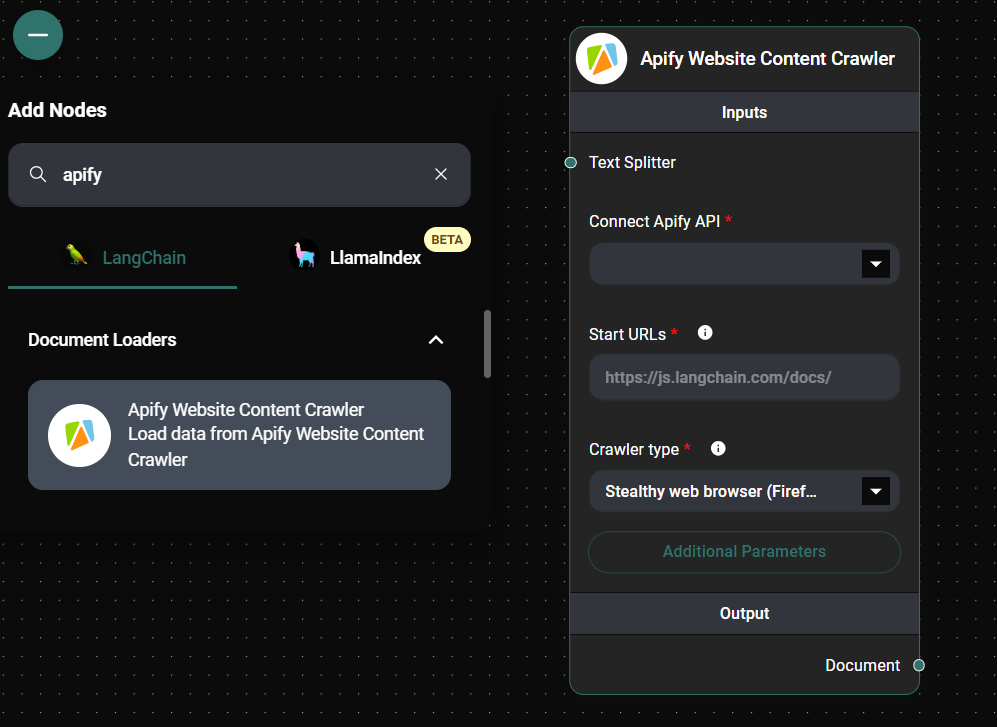 Add Nodes
apify
LangChain
LlamaIndex
BETA
Document Loaders
Apify Website Content Crawler
Load data from Apify Website Content
Crawler
Apify Website Content Crawler
Inputs
Text Splitter
Connect Apify API *
Start URLs *
https://js.langchain.com/docs/
Crawler type *
Stealthy web browser (Firef...
Additional Parameters
Output
Document